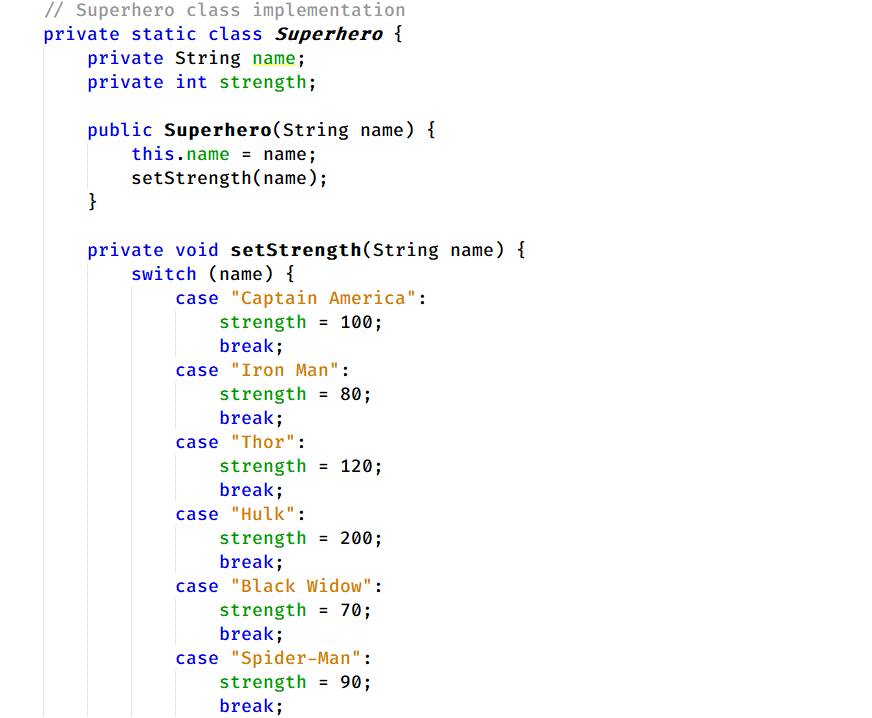 // Superhero class implementation
private static class Superhero {
private String name;
private int strength;
public Superhero(String name) {
this.name = name;
setStrength(name);
}
private void setStrength(String name) {
switch (name) {
case "Captain America":
strength = 100;
break;
case "Iron Man":
strength = 80;
break;
case "Thor":
strength = 120;
break;
case "Hulk":
strength = 200;
break;
case "Black Widow":
strength = 70;
break;
case "Spider-Man":
strength = 90;
break;